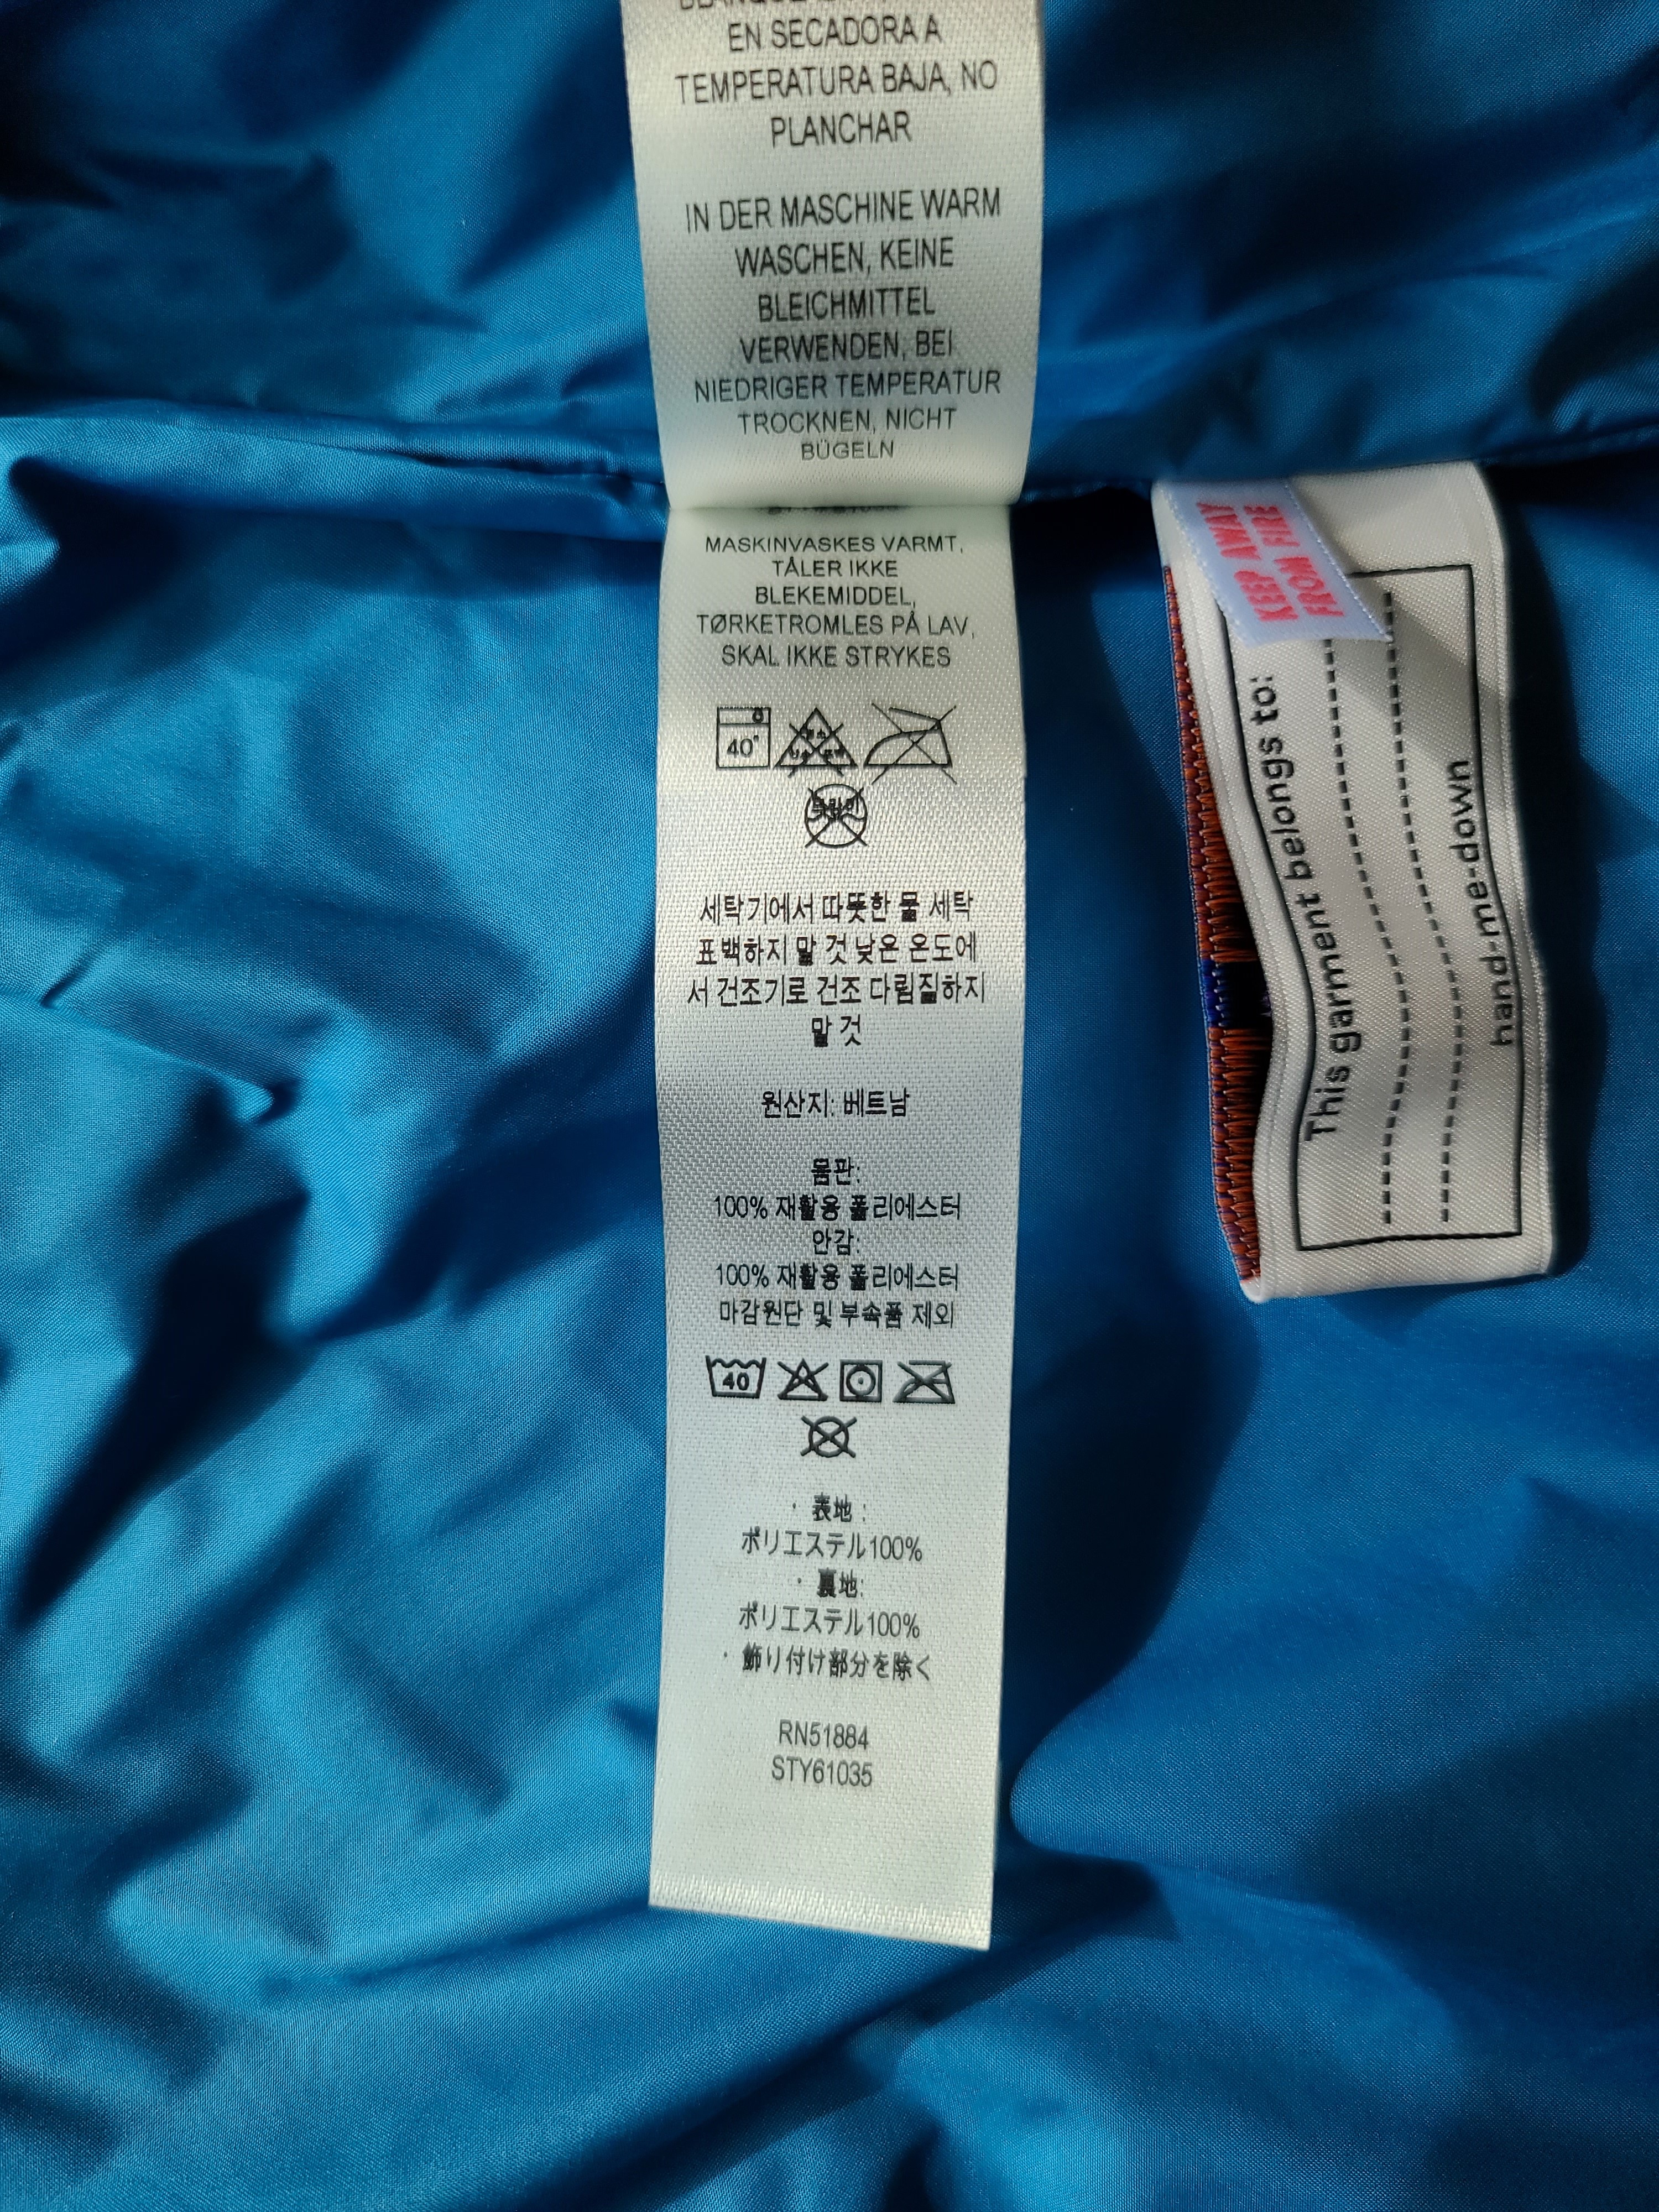 EN SECADORA A
TEMPERATURA BAJA, NO
PLANCHAR
IN DER MASCHINE WARM
WASCHEN, KEINE
BLEICHMITTEL
VERWENDEN, BEI
NIEDRIGER TEMPERATUR
TROCKNEN, NICHT
BÜGELN
MASKINVASKES VARMT,
TÅLER IKKE
BLEKEMIDDEL,
TØRKETROMLES PÅ LAV,
SKAL IKKE STRYKES
40°
세탁기에서 따뜻한 물 세탁
표백하지 말 것 낮은 온도에
서 건조기로 건조 다림질하지
말 것
원산지: 베트남
몸판:
100% 재활용 폴리에스터
안감:
100% 재활용 폴리에스터
마감원단 및 부속품 제외
40
・表地:
ポリエステル100%
・裏地:
ポリエステル100%
・飾り付け部分を除く
RN51884
STY61035
KEEP AWAY
FROM FIRE
This garment belongs to:
hand-me-down